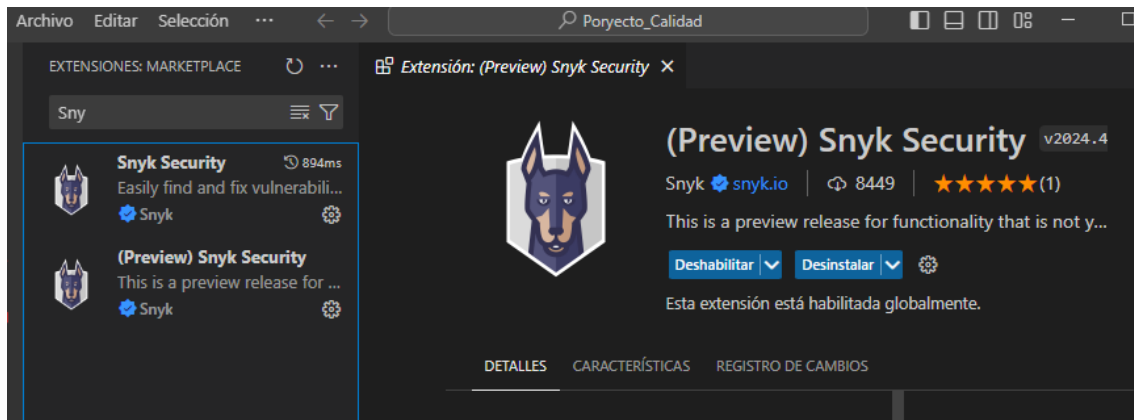 Archivo Editar Selección ··· Poryecto_Calidad
EXTENSIONES: MARKETPLACE ···
Extensión: (Preview) Snyk Security
Sny
Snyk Security 894ms
Easily find and fix vulnerabili...
Snyk
(Preview) Snyk Security
This is a preview release for ...
Snyk
(Preview) Snyk Security v2024.4
Snyk snyk.io 8449 (1)
This is a preview release for functionality that is not y...
Deshabilitar Desinstalar
Esta extensión está habilitada globalmente.
DETALLES CARACTERÍSTICAS REGISTRO DE CAMBIOS